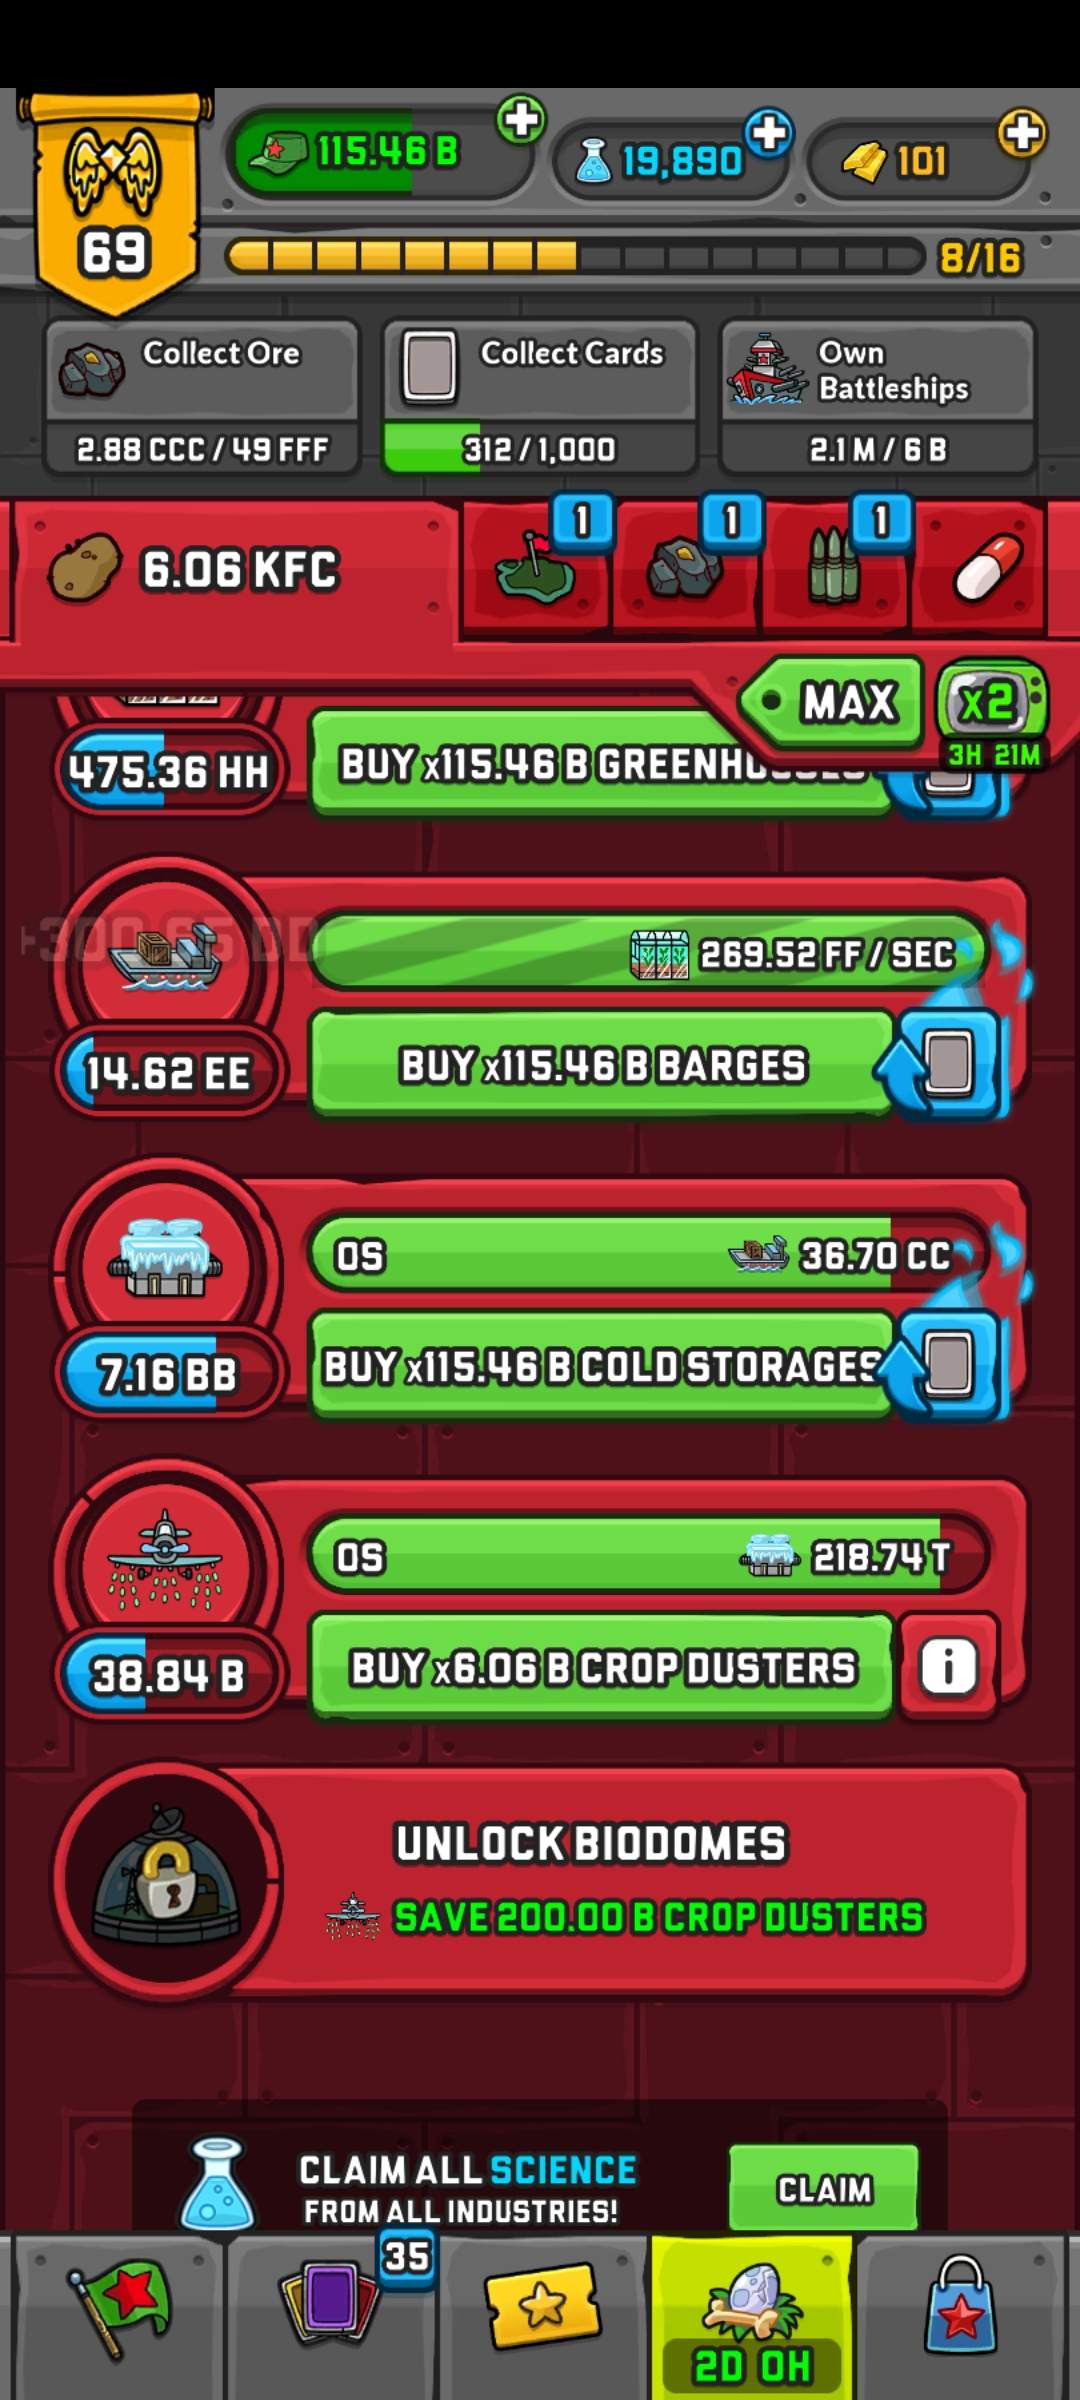 115.46 B
19,890
101
69
8/16
Collect Ore
2.88 CCC / 49 FFF
Collect Cards
312 / 1,000
Own
Battleships
2.1 M / 6 B
6.06 KFC
1
1
1
MAX
x2
3H 21M
475.36 HH
BUY x115.46 B GREENHOUSES
+300.65 DD
269.52 FF / SEC
14.62 EE
BUY x115.46 B BARGES
0S
36.70 CC
7.16 BB
BUY x115.46 B COLD STORAGES
0S
218.74 T
38.84 B
BUY x6.06 B CROP DUSTERS
i
UNLOCK BIODOMES
SAVE 200.00 B CROP DUSTERS
CLAIM ALL SCIENCE
FROM ALL INDUSTRIES!
CLAIM
35
2D 0H